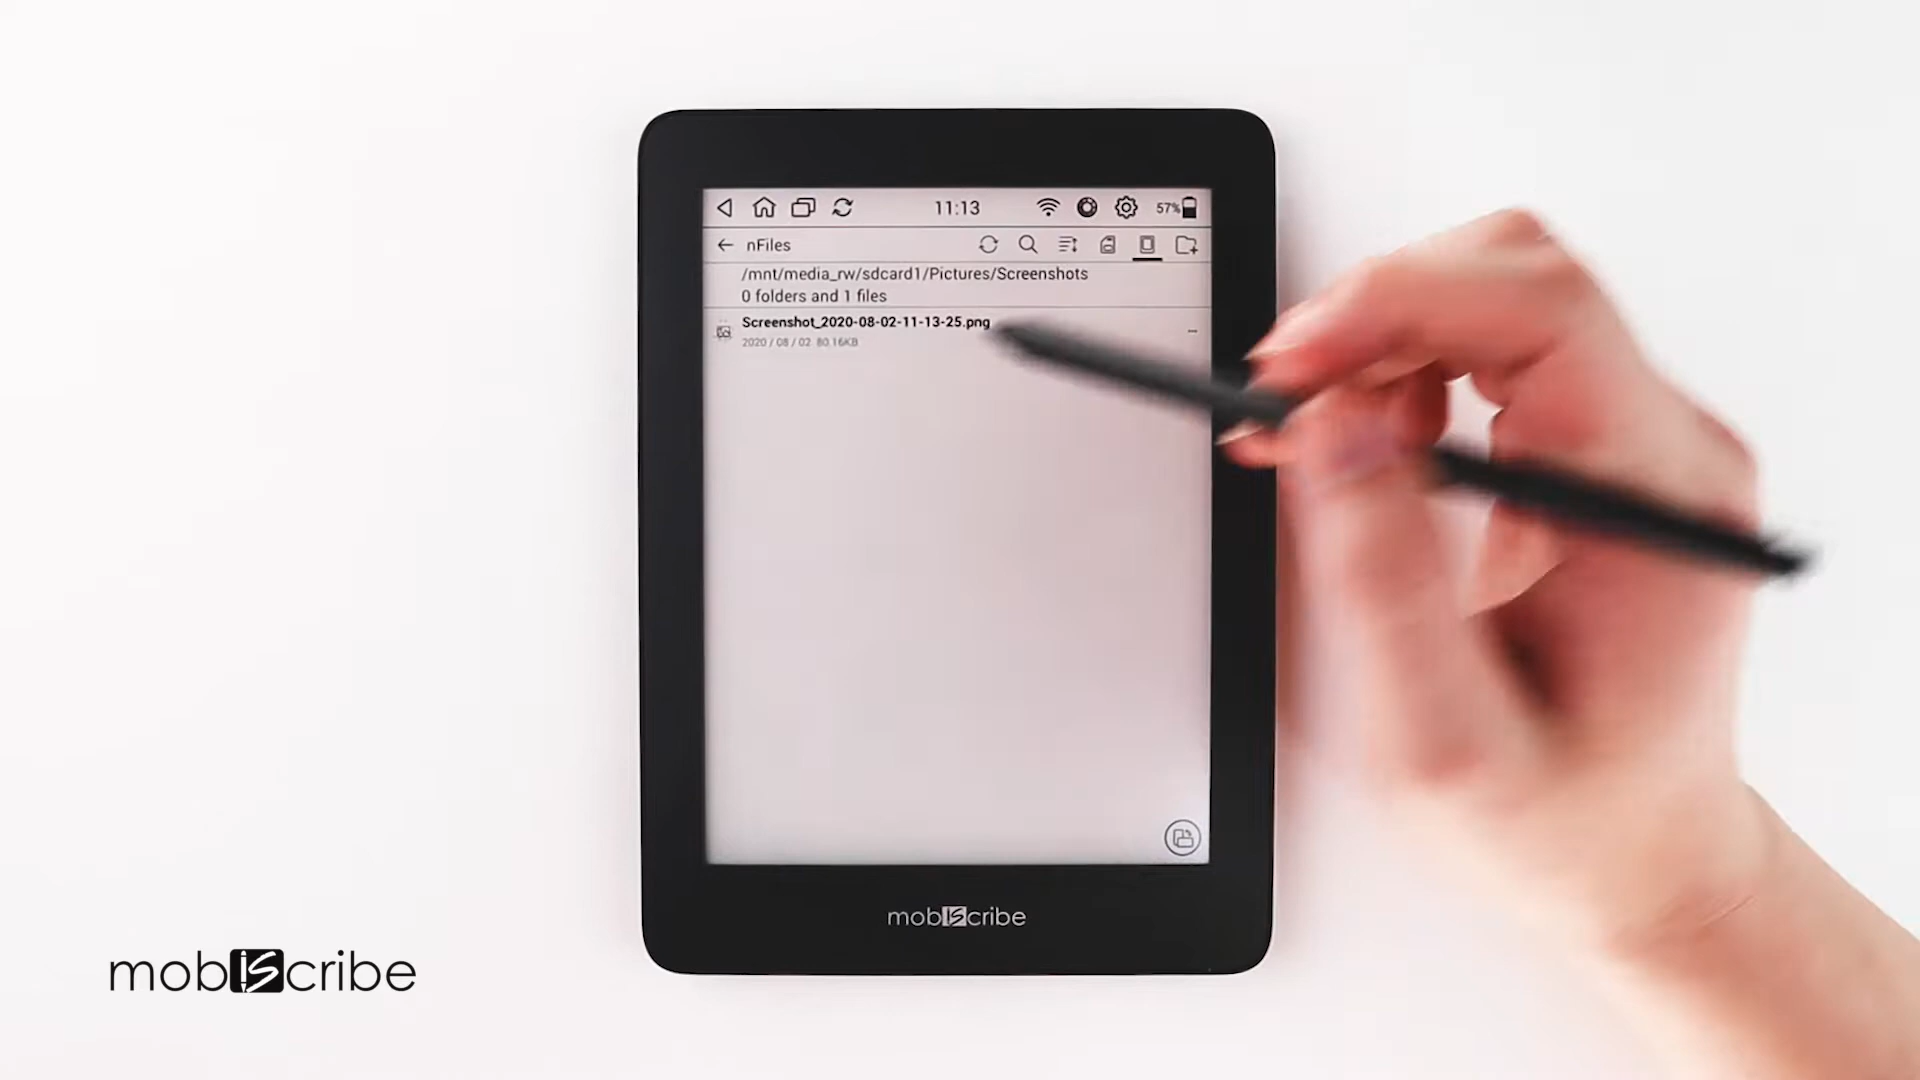 11:13
57%
nFiles
/mnt/media_rw/sdcard1/Pictures/Screenshots
0 folders and 1 files
Screenshot_2020-08-02-11-13-25.png
2020 / 08 / 02 80.16KB
mobiscribe
mobiscribe